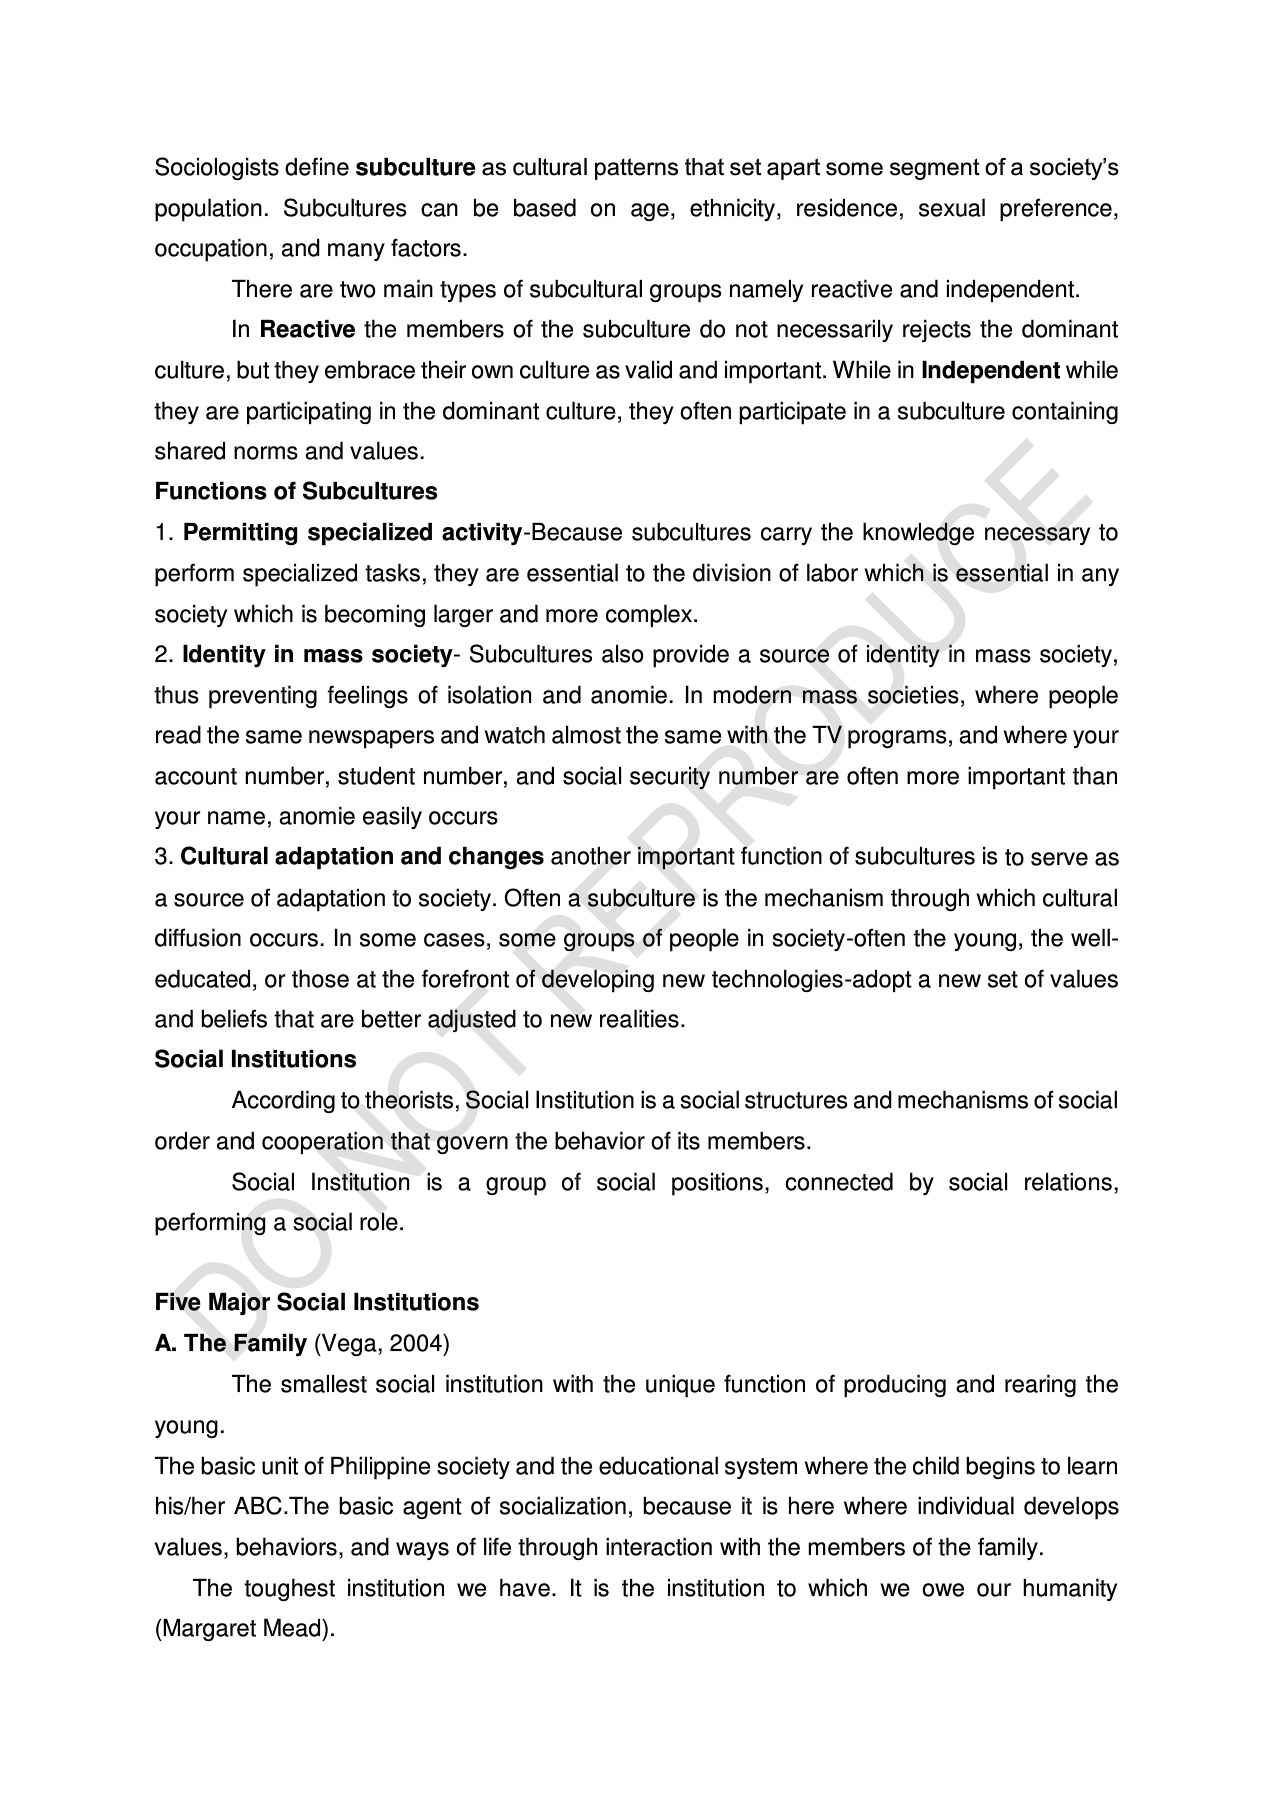 Sociologists define subculture as cultural patterns that set apart some segment of a society’s
population. Subcultures can be based on age, ethnicity, residence, sexual preference,
occupation, and many factors.
There are two main types of subcultural groups namely reactive and independent.
In Reactive the members of the subculture do not necessarily rejects the dominant
culture, but they embrace their own culture as valid and important. While in Independent while
they are participating in the dominant culture, they often participate in a subculture containing
shared norms and values.
Functions of Subcultures
1. Permitting specialized activity-Because subcultures carry the knowledge necessary to
perform specialized tasks, they are essential to the division of labor which is essential in any
society which is becoming larger and more complex.
2. Identity in mass society- Subcultures also provide a source of identity in mass society,
thus preventing feelings of isolation and anomie. In modern mass societies, where people
read the same newspapers and watch almost the same with the TV programs, and where your
account number, student number, and social security number are often more important than
your name, anomie easily occurs
3. Cultural adaptation and changes another important function of subcultures is to serve as
a source of adaptation to society. Often a subculture is the mechanism through which cultural
diffusion occurs. In some cases, some groups of people in society-often the young, the well-
educated, or those at the forefront of developing new technologies-adopt a new set of values
and beliefs that are better adjusted to new realities.
Social Institutions
According to theorists, Social Institution is a social structures and mechanisms of social
order and cooperation that govern the behavior of its members.
Social Institution is a group of social positions, connected by social relations,
performing a social role.
Five Major Social Institutions
A. The Family (Vega, 2004)
The smallest social institution with the unique function of producing and rearing the
young.
The basic unit of Philippine society and the educational system where the child begins to learn
his/her ABC.The basic agent of socialization, because it is here where individual develops
values, behaviors, and ways of life through interaction with the members of the family.
The toughest institution we have. It is the institution to which we owe our humanity
(Margaret Mead).
DO NOT REPRODUCE